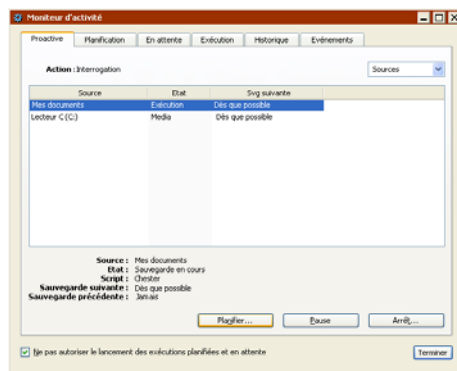 Moniteur d'activité
Proactive Planification En attente Exécution Historique Evénements
Action : Interrogation Sources
Source Etat Svg suivante
Mes documents Exécution Dès que possible
Lecteur C (C:) Media Dès que possible
Source : Mes documents
Etat : Sauvegarde en cours
Script : Chester
Sauvegarde suivante : Dès que possible
Sauvegarde précédente : Jamais
Planifier... Pause Arrêt...
Ne pas autoriser le lancement des exécutions planifiées et en attente Terminer